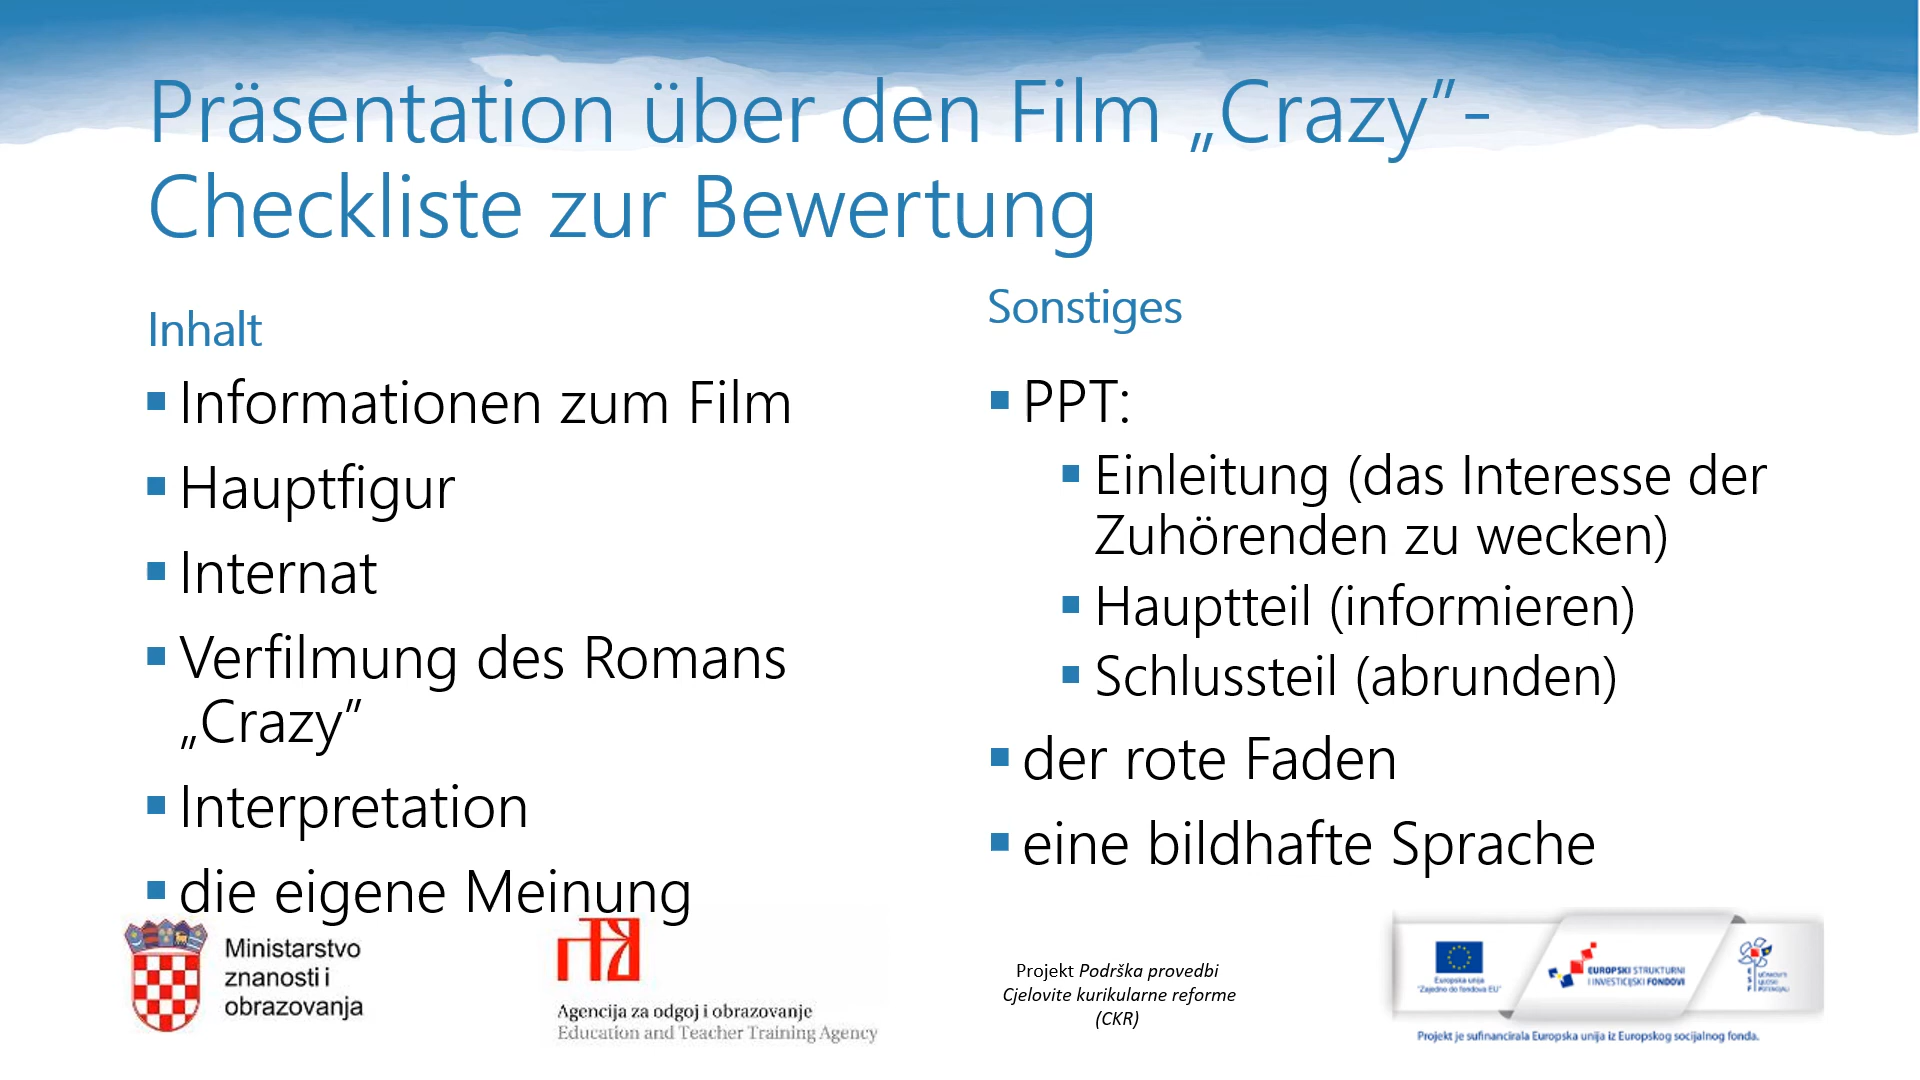 Präsentation über den Film „Crazy”-
Checkliste zur Bewertung
Inhalt
Informationen zum Film
Hauptfigur
Internat
Verfilmung des Romans
„Crazy”
Interpretation
die eigene Meinung
Sonstiges
PPT:
Einleitung (das Interesse der
Zuhörenden zu wecken)
Hauptteil (informieren)
Schlussteil (abrunden)
der rote Faden
eine bildhafte Sprache
Ministarstvo
znanosti i
obrazovanja
Agencija za odgoj i obrazovanje
Education and Teacher Training Agency
Projekt Podrška provedbi
Cjelovite kurikularne reforme
(CKR)
Europska unija
"Zajedno do fondova EU"
EUROPSKI STRUKTURNI
I INVESTICIJSKI FONDOVI
Projekt je sufinancirala Europska unija iz Europskog socijalnog fonda.